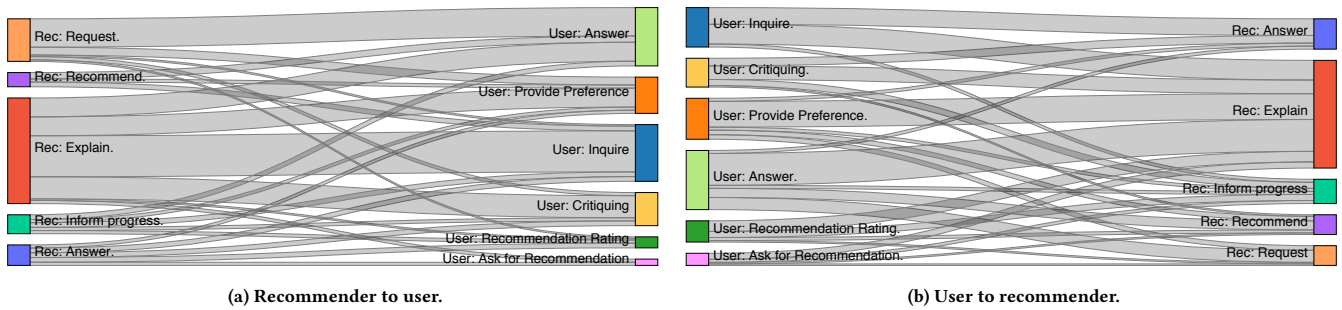 Rec: Request.
Rec: Recommend.
Rec: Explain.
Rec: Inform progress.
Rec: Answer.
User: Answer
User: Provide Preference
User: Inquire
User: Critiquing
User: Recommendation Rating
User: Ask for Recommendation
(a) Recommender to user.
User: Inquire.
User: Critiquing.
User: Provide Preference.
User: Answer.
User: Recommendation Rating.
User: Ask for Recommendation.
Rec: Answer
Rec: Explain
Rec: Inform progress
Rec: Recommend
Rec: Request
(b) User to recommender.